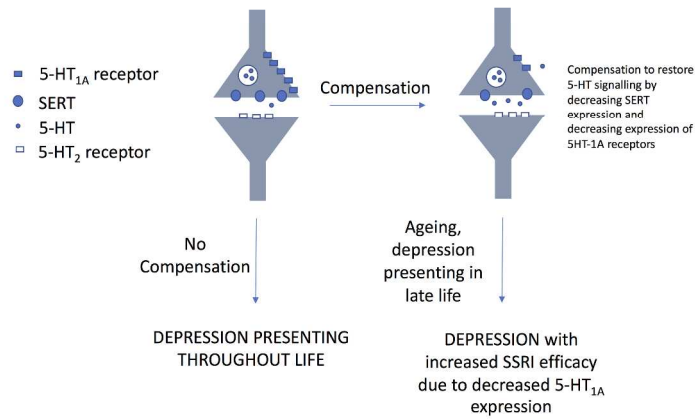 5-HT1A receptor
SERT
5-HT
5-HT2 receptor
Compensation
Compensation to restore
5-HT signalling by
decreasing SERT
expression and
decreasing expression of
5HT-1A receptors
No
Compensation
Ageing,
depression
presenting in
late life
DEPRESSION PRESENTING
THROUGHOUT LIFE
DEPRESSION with
increased SSRI efficacy
due to decreased 5-HT1A
expression